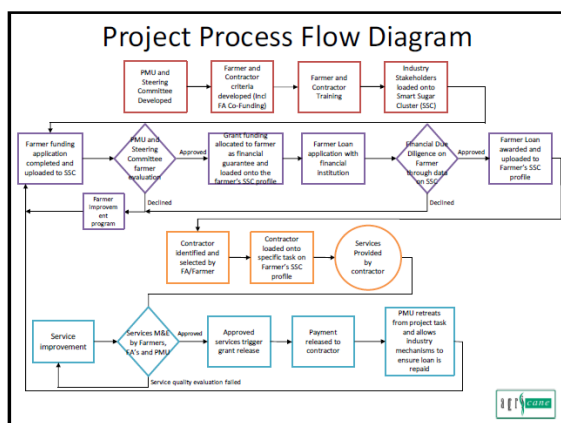 Project Process Flow Diagram
PMU and
Steering
Committee
Developed
Farmer and
Contractor
criteria
developed (Incl
FA Co-Funding)
Farmer and
Contractor
Training
Industry
Stakeholders
loaded onto
Smart Sugar
Cluster (SSC)
Farmer funding
application
completed and
uploaded to SSC
PMU and
Steering
Committee
farmer
evaluation
Approved
Grant funding
allocated to farmer
as financial
guarantee and
loaded onto the
farmer's SSC profile
Farmer Loan
application with
financial
institution
Financial Due
Diligence on
Farmer
through data
on SSC
Approved
Farmer Loan
awarded and
uploaded to
Farmer's SSC
profile
Declined
Declined
Farmer
Improvem
ent
program
Contractor
identified and
selected by
FA/Farmer
Contractor
loaded onto
specific task on
Farmer's SSC
profile
Services
Provided
by
contractor
Service
improvement
Services M&E
by Farmers,
FA's and PMU
Approved
Approved
services trigger
grant release
Payment
released to
contractor
PMU retreats
from project task
and allows
industry
mechanisms to
ensure loan is
repaid
Service quality evaluation failed
agriScane